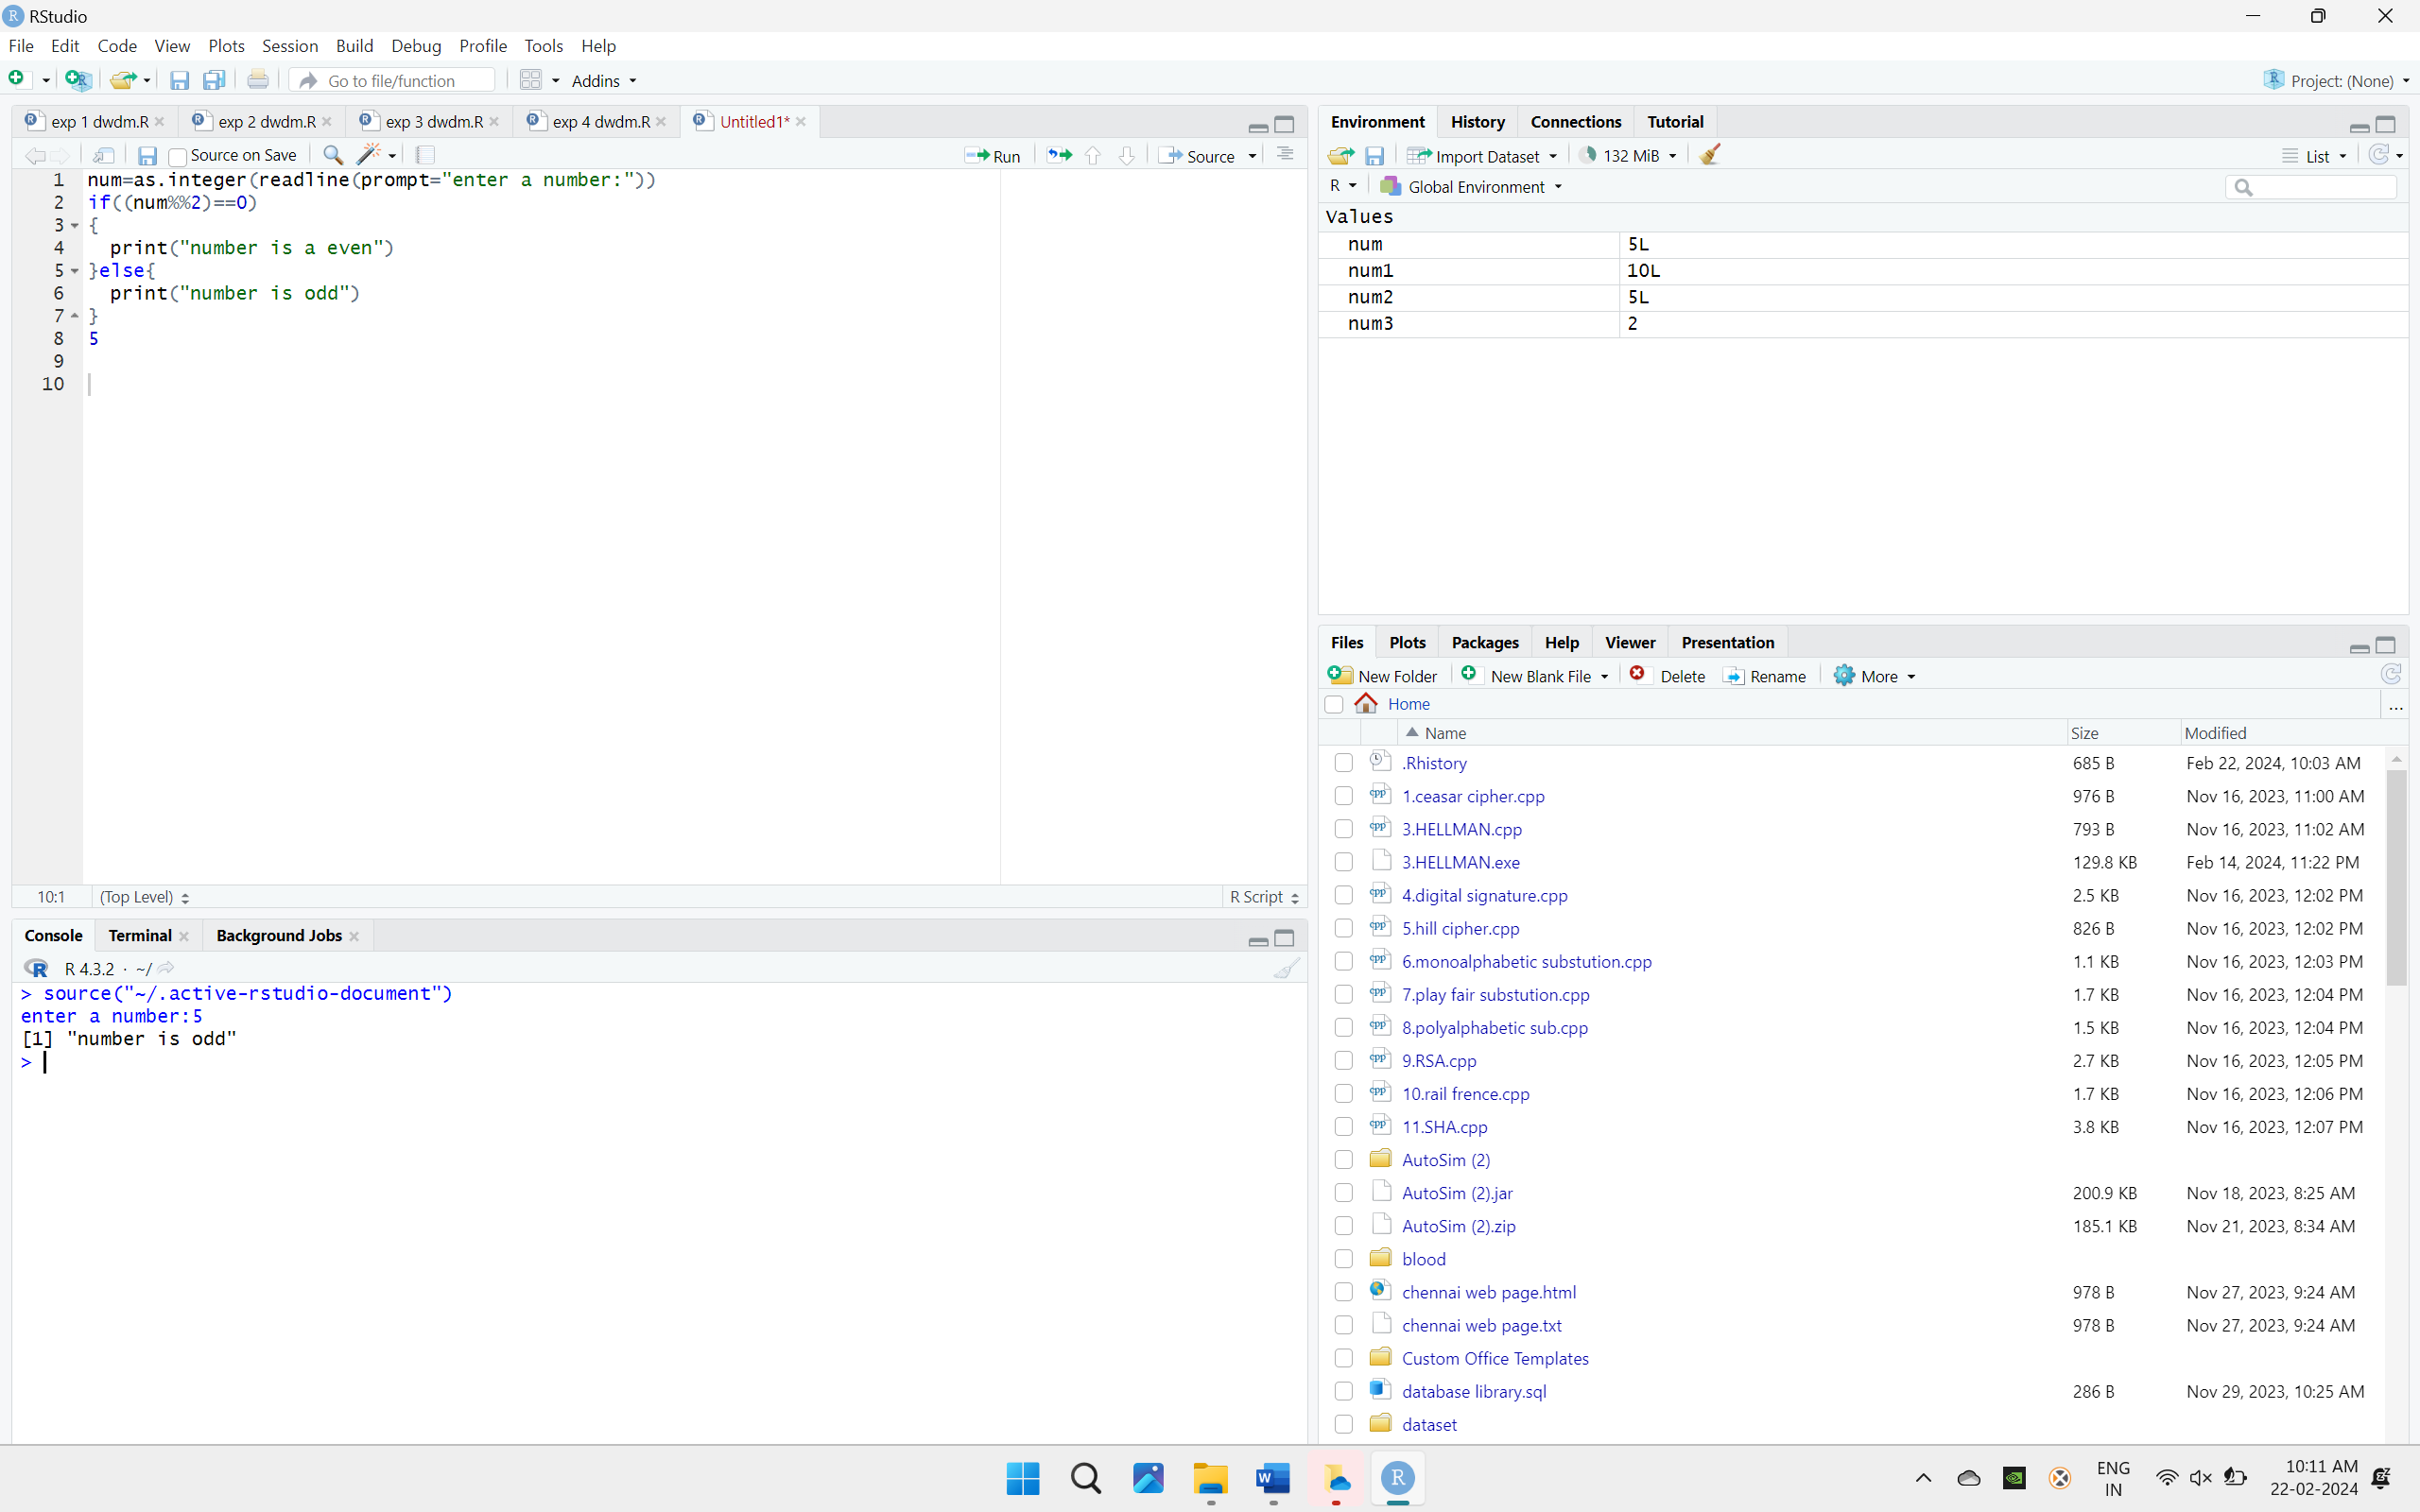 RStudio
File Edit Code View Plots Session Build Debug Profile Tools Help
Go to file/function Addins Project: (None)
exp 1 dwdm.R exp 2 dwdm.R exp 3 dwdm.R exp 4 dwdm.R Untitled1*
Source on Save Run Source
1 num=as.integer(readline(prompt="enter a number:"))
2 if((num%%2)==0)
3 {
4 print("number is a even")
5 }else{
6 print("number is odd")
7 }
8 5
9
10
10:1 (Top Level) R Script
Console Terminal Background Jobs
R 4.3.2 · ~/
> source("~/.active-rstudio-document")
enter a number:5
[1] "number is odd"
>
Environment History Connections Tutorial
Import Dataset 132 MiB List
R Global Environment
Values
num 5L
num1 10L
num2 5L
num3 2
Files Plots Packages Help Viewer Presentation
New Folder New Blank File Delete Rename More
Home ...
Name Size Modified
.Rhistory 685 B Feb 22, 2024, 10:03 AM
1.ceasar cipher.cpp 976 B Nov 16, 2023, 11:00 AM
3.HELLMAN.cpp 793 B Nov 16, 2023, 11:02 AM
3.HELLMAN.exe 129.8 KB Feb 14, 2024, 11:22 PM
4.digital signature.cpp 2.5 KB Nov 16, 2023, 12:02 PM
5.hill cipher.cpp 826 B Nov 16, 2023, 12:02 PM
6.monoalphabetic substution.cpp 1.1 KB Nov 16, 2023, 12:03 PM
7.play fair substution.cpp 1.7 KB Nov 16, 2023, 12:04 PM
8.polyalphabetic sub.cpp 1.5 KB Nov 16, 2023, 12:04 PM
9.RSA.cpp 2.7 KB Nov 16, 2023, 12:05 PM
10.rail frence.cpp 1.7 KB Nov 16, 2023, 12:06 PM
11.SHA.cpp 3.8 KB Nov 16, 2023, 12:07 PM
AutoSim (2)
AutoSim (2).jar 200.9 KB Nov 18, 2023, 8:25 AM
AutoSim (2).zip 185.1 KB Nov 21, 2023, 8:34 AM
blood
chennai web page.html 978 B Nov 27, 2023, 9:24 AM
chennai web page.txt 978 B Nov 27, 2023, 9:24 AM
Custom Office Templates
database library.sql 286 B Nov 29, 2023, 10:25 AM
dataset
ENG 10:11 AM
IN 22-02-2024